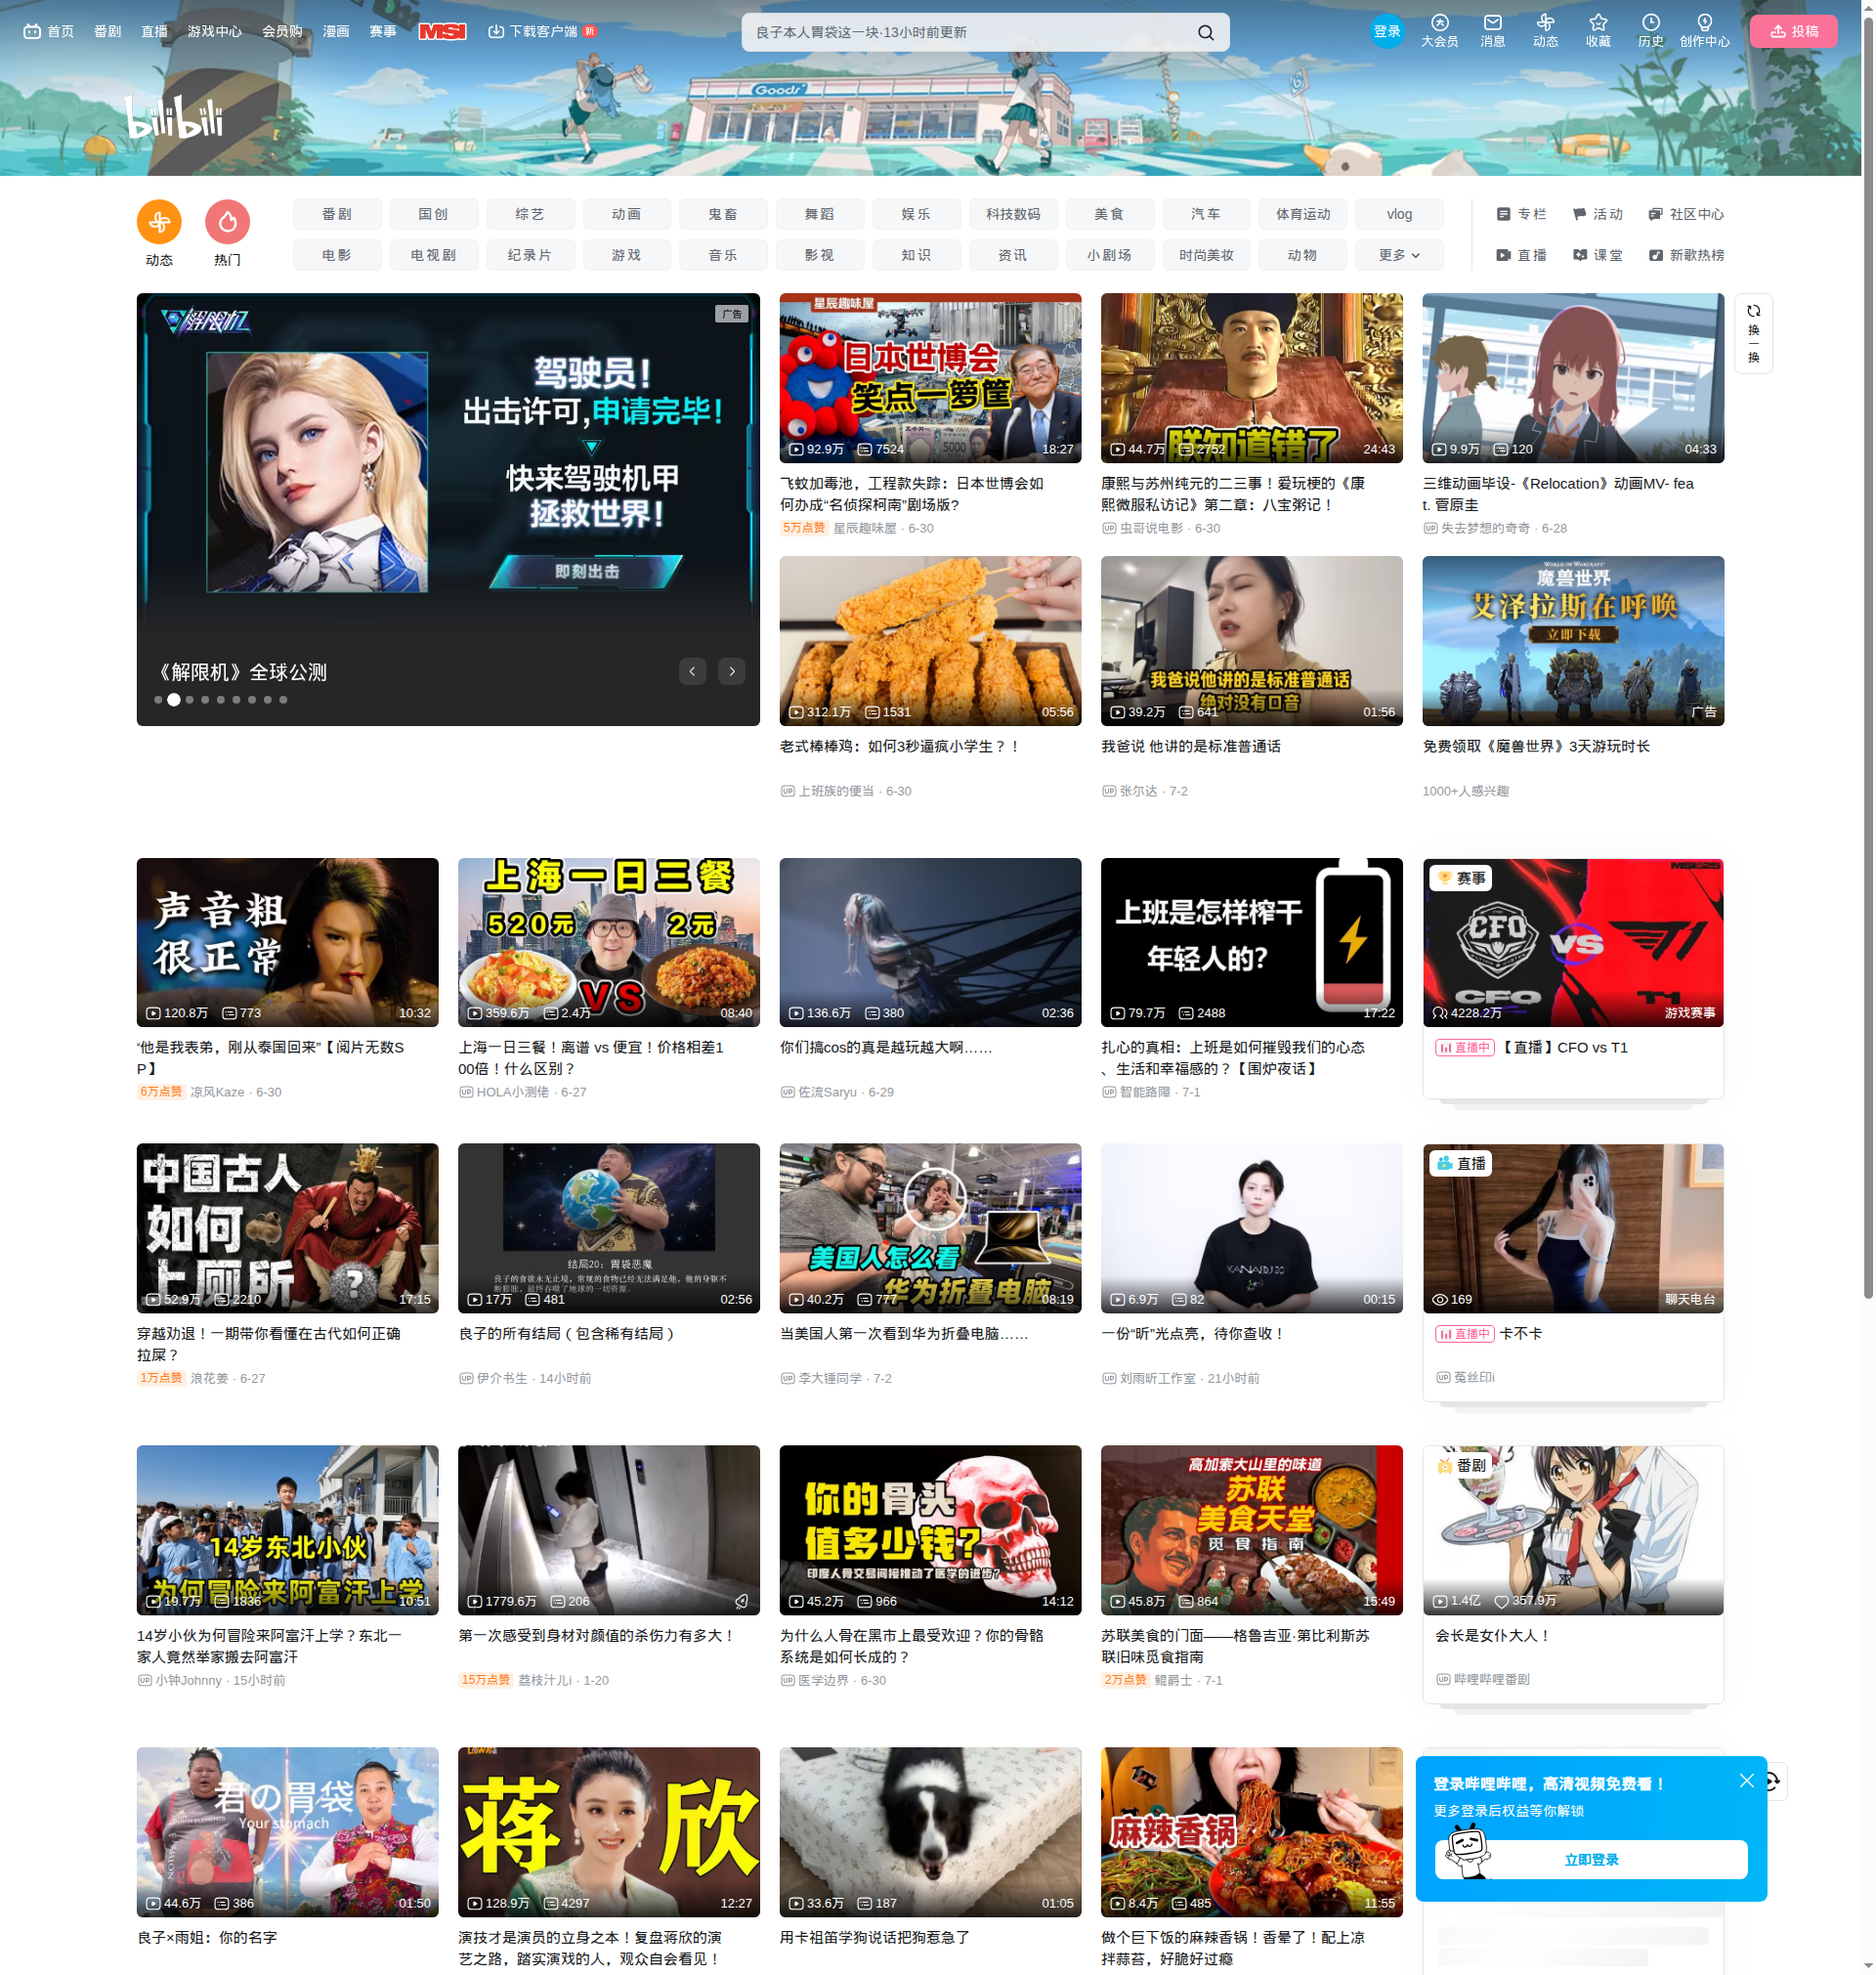 首页 番剧 直播 游戏中心 会员购 漫画 赛事 MSI 下载客户端 新
良子本人胃袋这一块·13小时前更新
登录 大会员 消息 动态 收藏 历史 创作中心 投稿
Goods
bilibili
动态 热门
番剧 国创 综艺 动画 鬼畜 舞蹈 娱乐 科技数码 美食 汽车 体育运动 vlog
专栏 活动 社区中心
电影 电视剧 纪录片 游戏 音乐 影视 知识 资讯 小剧场 时尚美妆 动物 更多
直播 课堂 新歌热榜
解限机
广告
驾驶员！
出击许可,申请完毕！
快来驾驶机甲
拯救世界！
即刻出击
《解限机》全球公测
星辰趣味屋
日本世博会
笑点一箩筐
92.9万 7524 18:27
飞蚊加毒池，工程款失踪：日本世博会如
何办成“名侦探柯南”剧场版?
5万点赞 星辰趣味屋 · 6-30
朕知道错了
44.7万 2752 24:43
康熙与苏州纯元的二三事！爱玩梗的《康
熙微服私访记》第二章：八宝粥记！
虫哥说电影 · 6-30
9.9万 120 04:33
三维动画毕设-《Relocation》动画MV- fea
t. 菅原圭
失去梦想的奇奇 · 6-28
换一换
312.1万 1531 05:56
老式棒棒鸡：如何3秒逼疯小学生？！
上班族的便当 · 6-30
我爸说他讲的是标准普通话
绝对没有口音
39.2万 641 01:56
我爸说 他讲的是标准普通话
张尔达 · 7-2
WORLD OF WARCRAFT
魔兽世界
艾泽拉斯在呼唤
立即下载
广告
免费领取《魔兽世界》3天游玩时长
1000+人感兴趣
声音粗
很正常
120.8万 773 10:32
“他是我表弟，刚从泰国回来”【阅片无数S
P】
6万点赞 凉风Kaze · 6-30
上海一日三餐
520元 2元
VS
359.6万 2.4万 08:40
上海一日三餐！离谱 vs 便宜！价格相差1
00倍！什么区别？
HOLA小测佬 · 6-27
136.6万 380 02:36
你们搞cos的真是越玩越大啊……
佐流Saryu · 6-29
上班是怎样榨干
年轻人的？
79.7万 2488 17:22
扎心的真相：上班是如何摧毁我们的心态
、生活和幸福感的？【围炉夜话】
智能路障 · 7-1
赛事
MSI2025
CFO VS T1
CFO T1
4228.2万 游戏赛事
直播中 【直播】CFO vs T1
中国古人
如何
上厕所
?
52.9万 2210 17:15
穿越劝退！一期带你看懂在古代如何正确
拉屎？
1万点赞 浪花姜 · 6-27
结局20：胃袋恶魔
良子的食欲永无止境，常规的食物已经无法满足他，他的身躯不
断膨胀，最终吞噬了地球的一切资源。
17万 481 02:56
良子的所有结局（包含稀有结局）
伊介书生 · 14小时前
美国人怎么看
华为折叠电脑
40.2万 777 08:19
当美国人第一次看到华为折叠电脑……
李大锤同学 · 7-2
6.9万 82 00:15
一份“昕”光点亮，待你查收！
刘雨昕工作室 · 21小时前
直播
169 聊天电台
直播中 卡不卡
菟丝印i
14岁东北小伙
为何冒险来阿富汗上学
19.7万 1836 10:51
14岁小伙为何冒险来阿富汗上学？东北一
家人竟然举家搬去阿富汗
小钟Johnny · 15小时前
1779.6万 206
第一次感受到身材对颜值的杀伤力有多大！
15万点赞 荔枝汁儿i · 1-20
你的骨头
值多少钱？
印度人骨交易间接推动了医学的进步？
45.2万 966 14:12
为什么人骨在黑市上最受欢迎？你的骨骼
系统是如何长成的？
医学边界 · 6-30
高加索大山里的味道
苏联
美食天堂
觅食指南
45.8万 864 15:49
苏联美食的门面——格鲁吉亚·第比利斯苏
联旧味觅食指南
2万点赞 鲲爵士 · 7-1
番剧
1.4亿 357.9万
会长是女仆大人！
哔哩哔哩番剧
君の胃袋
Your stomach
44.6万 386 01:50
良子×雨姐：你的名字
蒋欣
128.9万 4297 12:27
演技才是演员的立身之本！复盘蒋欣的演
艺之路，踏实演戏的人，观众自会看见！
33.6万 187 01:05
用卡祖笛学狗说话把狗惹急了
麻辣香锅
8.4万 485 11:55
做个巨下饭的麻辣香锅！香晕了！配上凉
拌蒜苔，好脆好过瘾
登录哔哩哔哩，高清视频免费看！
更多登录后权益等你解锁
立即登录